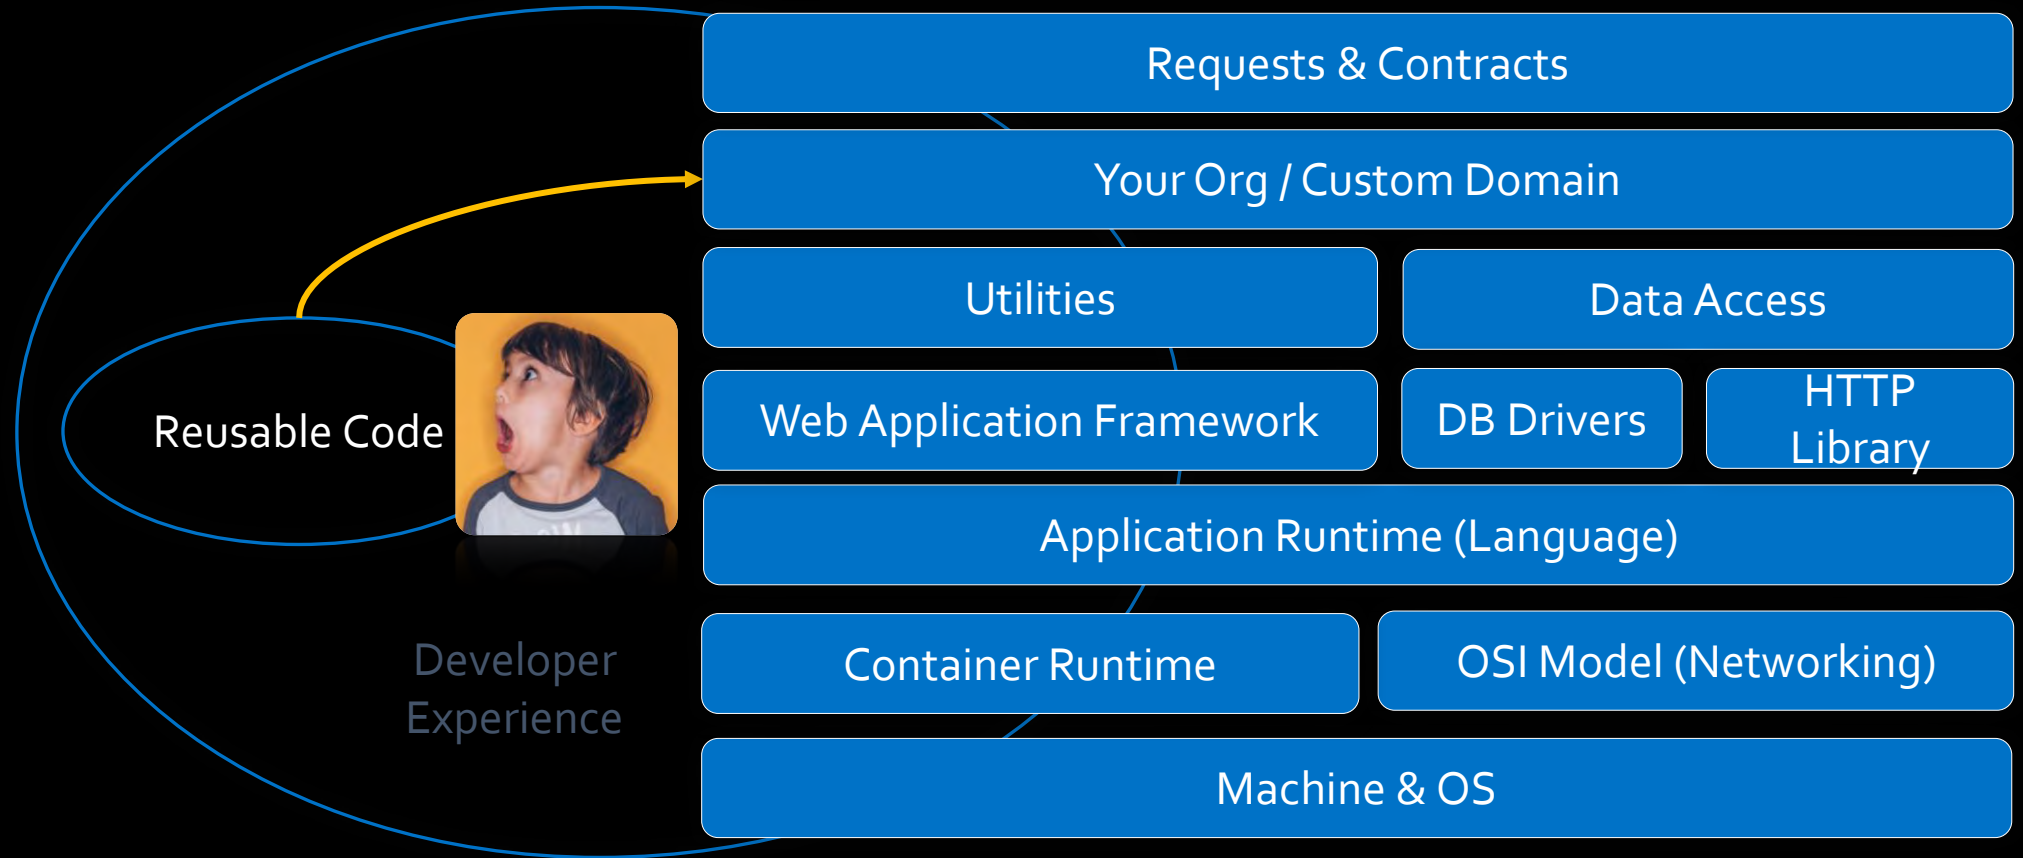 Requests & Contracts
Your Org / Custom Domain
Utilities
Data Access
Reusable Code
Web Application Framework
DB Drivers
HTTP
Library
Application Runtime (Language)
Developer
Experience
Container Runtime
OSI Model (Networking)
Machine & OS